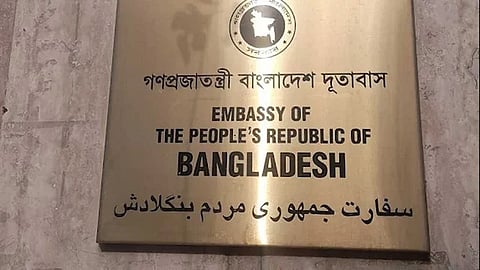 গণপ্রজাতন্ত্রী বাংলাদেশ দূতাবাস
EMBASSY OF
THE PEOPLE'S REPUBLIC OF
BANGLADESH
سفارت جمهوری مردم بنگلادش